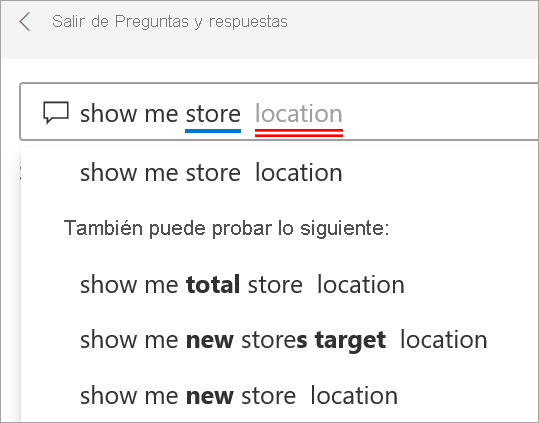 Salir de Preguntas y respuestas
show me store location
show me store location
También puede probar lo siguiente:
show me total store location
show me new stores target location
show me new store location